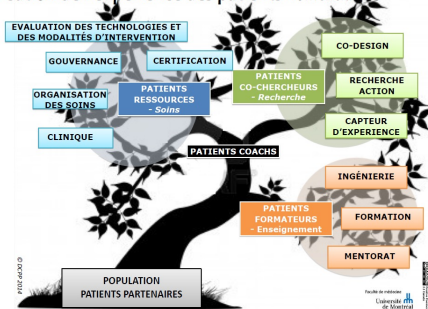 EVALUATION DES TECHNOLOGIES ET
DES MODALITÉS D'INTERVENTION
GOUVERNANCE
CERTIFICATION
ORGANISATION
DES SOINS
CLINIQUE
PATIENTS
RESSOURCES
- Soins
PATIENTS
CO-CHERCHEURS
- Recherche
CO-DESIGN
RECHERCHE
ACTION
CAPTEUR
D'EXPERIENCE
PATIENTS COACHS
PATIENTS
FORMATEURS
- Enseignement
INGÉNIERIE
FORMATION
MENTORAT
POPULATION
PATIENTS PARTENAIRES
© DCPP 2014
Faculté de médecine
Université
de Montréal